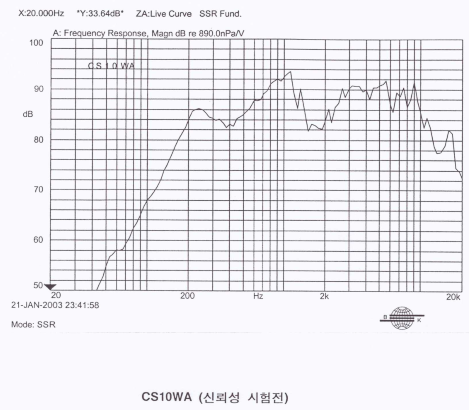 X:20.000Hz *Y:33.64dB* ZA:Live Curve SSR Fund.
A: Frequency Response, Magn dB re 890.0nPa/V
100
CS10WA
90
dB
80
70
60
50
20 200 Hz 2k 20k
21-JAN-2003 23:41:58
B K
Mode: SSR
CS10WA (신뢰성 시험전)